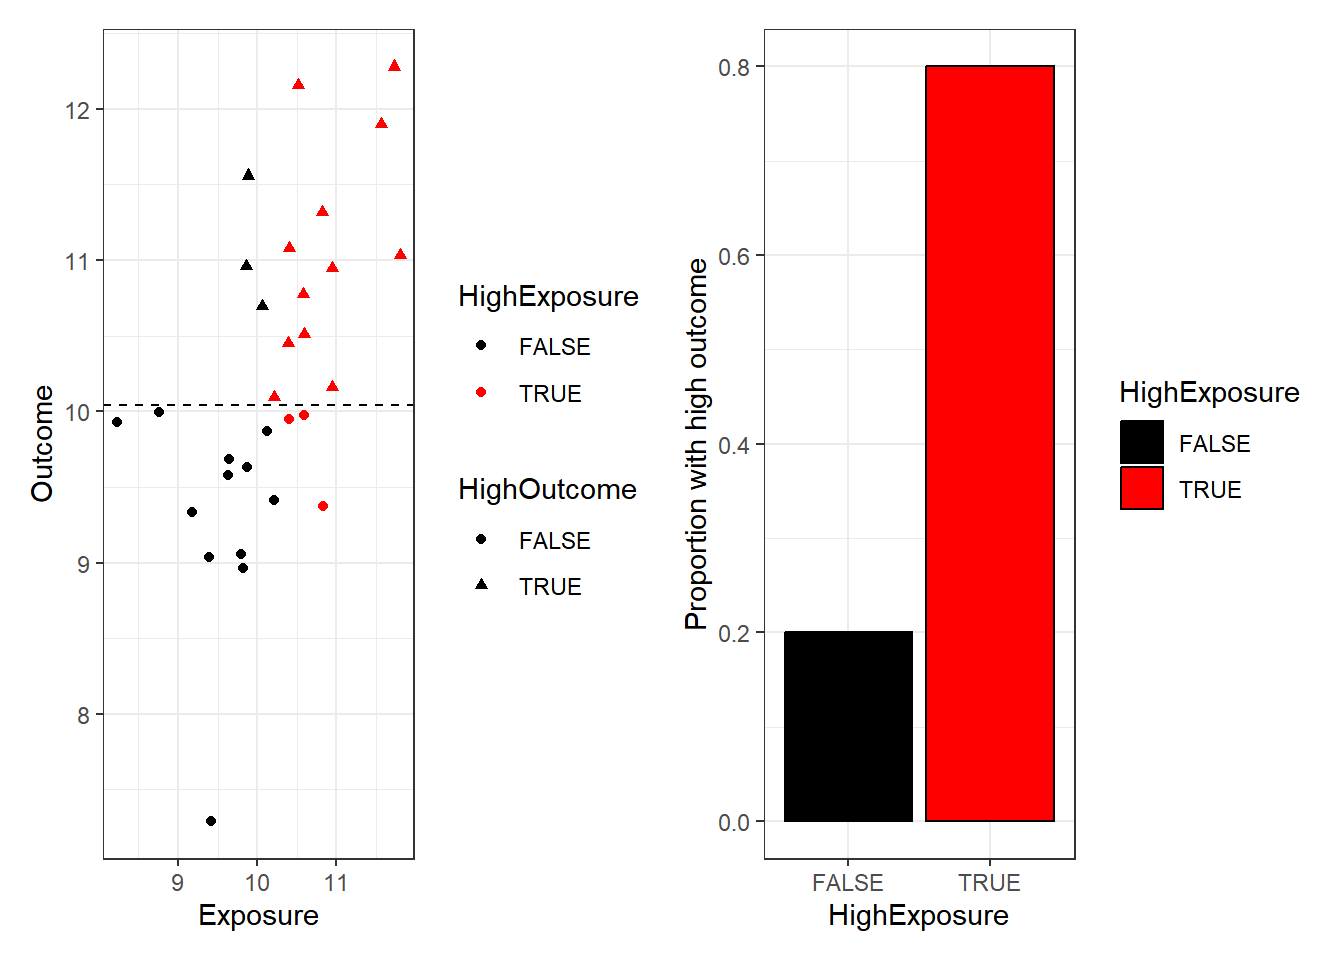 12
11
10
9
8
Outcome
9 10 11
Exposure
HighExposure
FALSE
TRUE
HighOutcome
FALSE
TRUE
0.8
0.6
0.4
0.2
0.0
Proportion with high outcome
FALSE TRUE
HighExposure
HighExposure
FALSE
TRUE